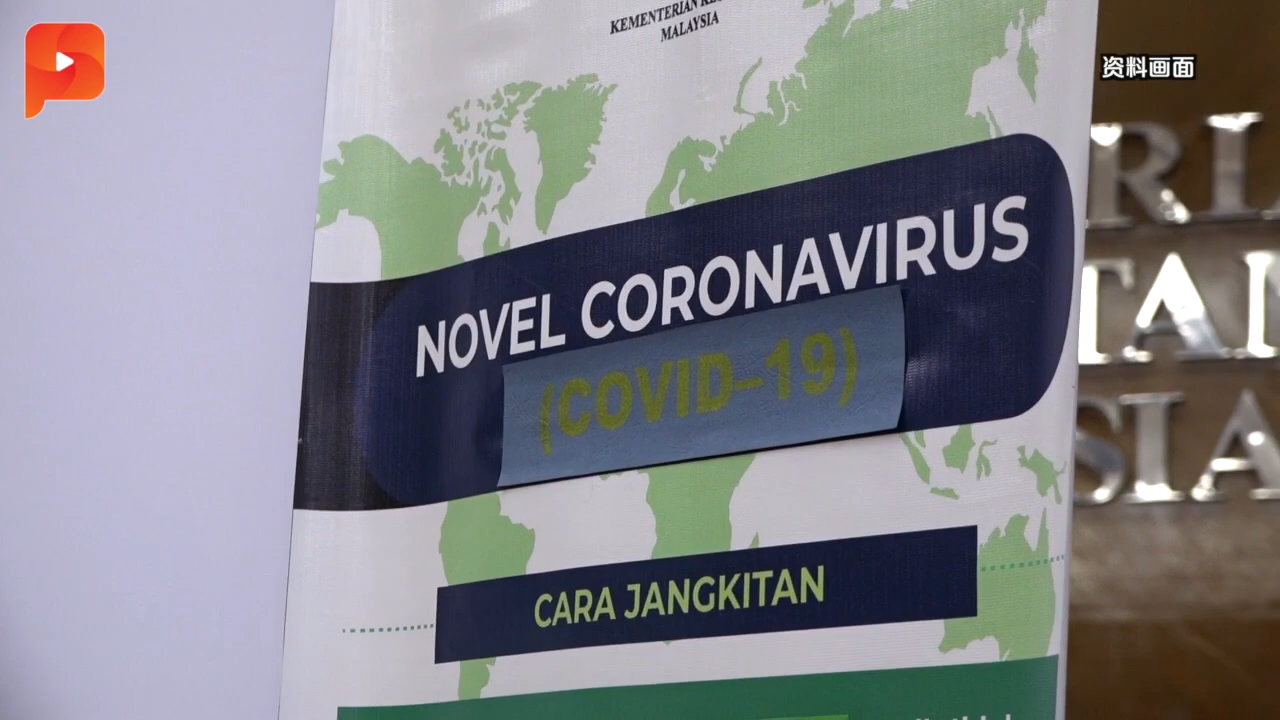 KEMENTERIAN
MALAYSIA
资料画面
NOVEL CORONAVIRUS
(COVID–19)
CARA JANGKITAN